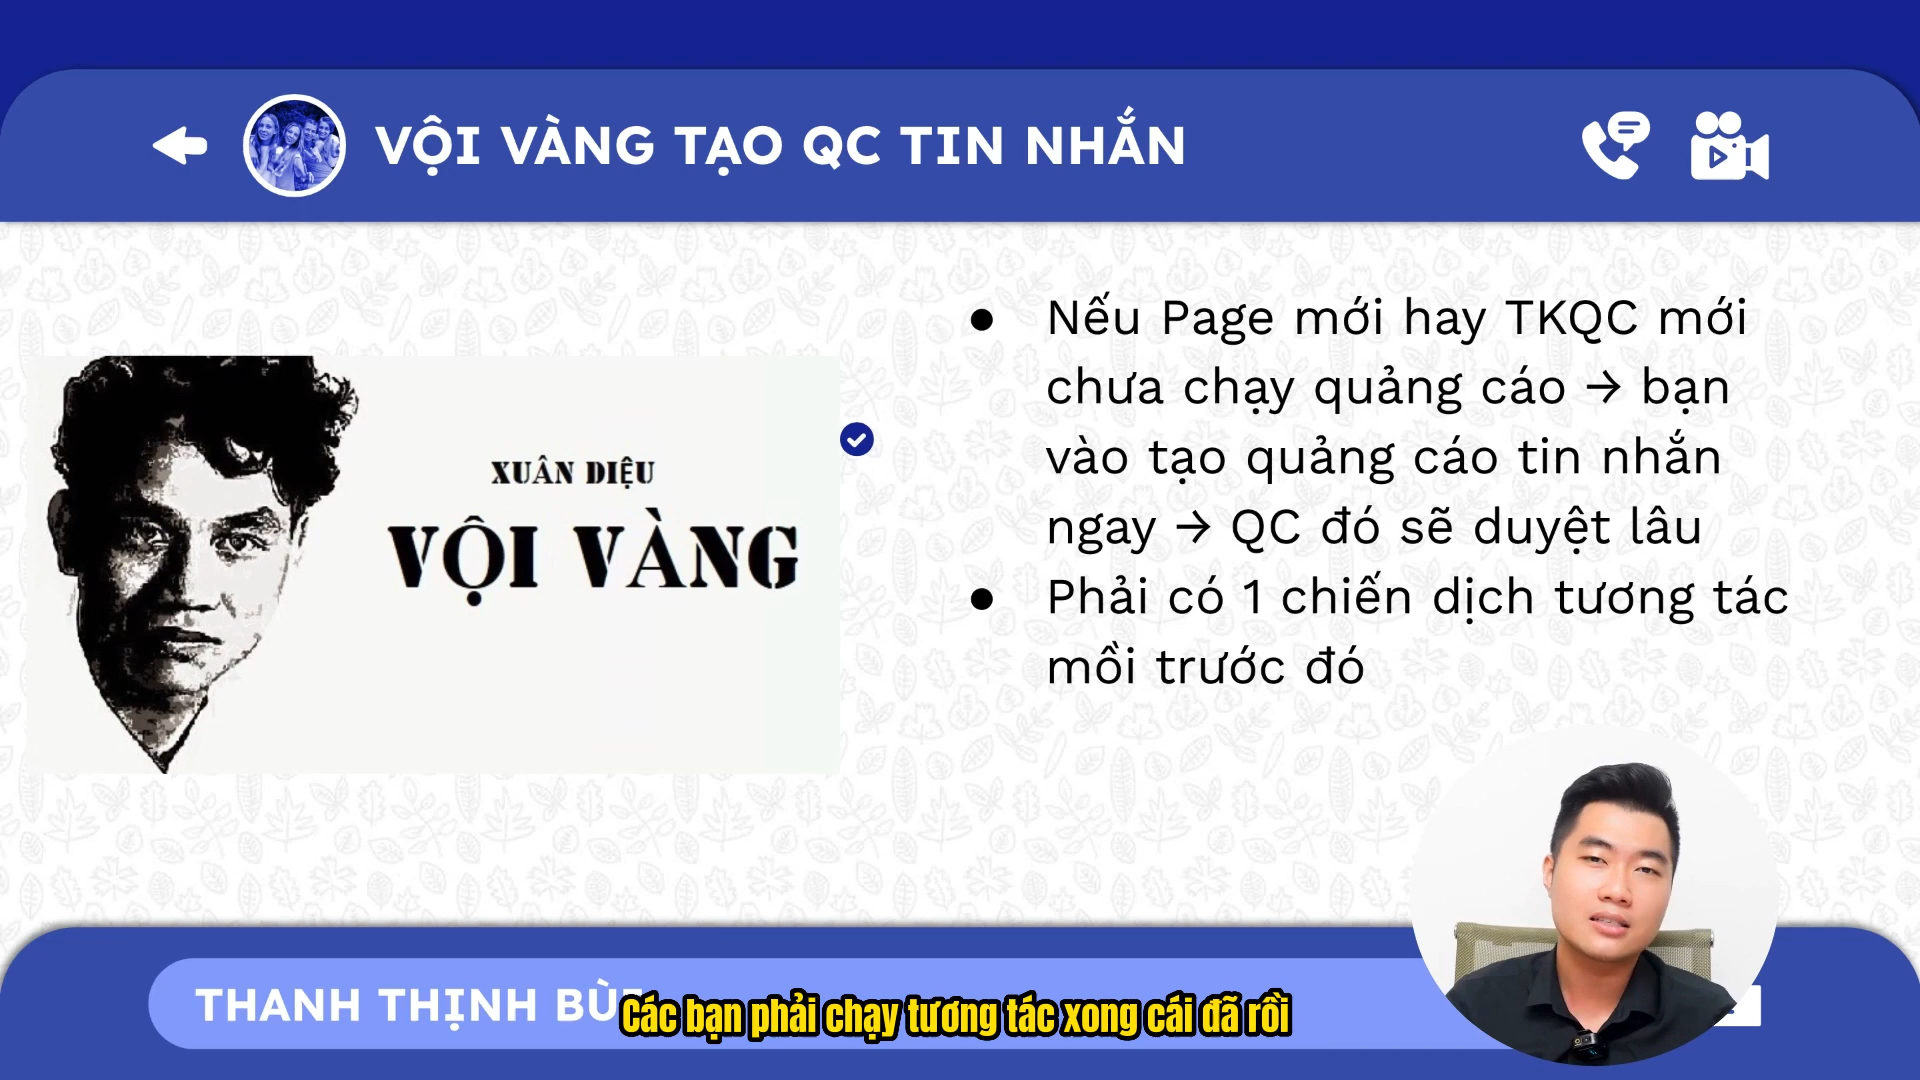 VỘI VÀNG TẠO QC TIN NHẮN
XUÂN DIỆU
VỘI VÀNG
● Nếu Page mới hay TKQC mới
chưa chạy quảng cáo → bạn
vào tạo quảng cáo tin nhắn
ngay → QC đó sẽ duyệt lâu
● Phải có 1 chiến dịch tương tác
mồi trước đó
THANH THỊNH BÙI
Các bạn phải chạy tương tác xong cái đã rồi